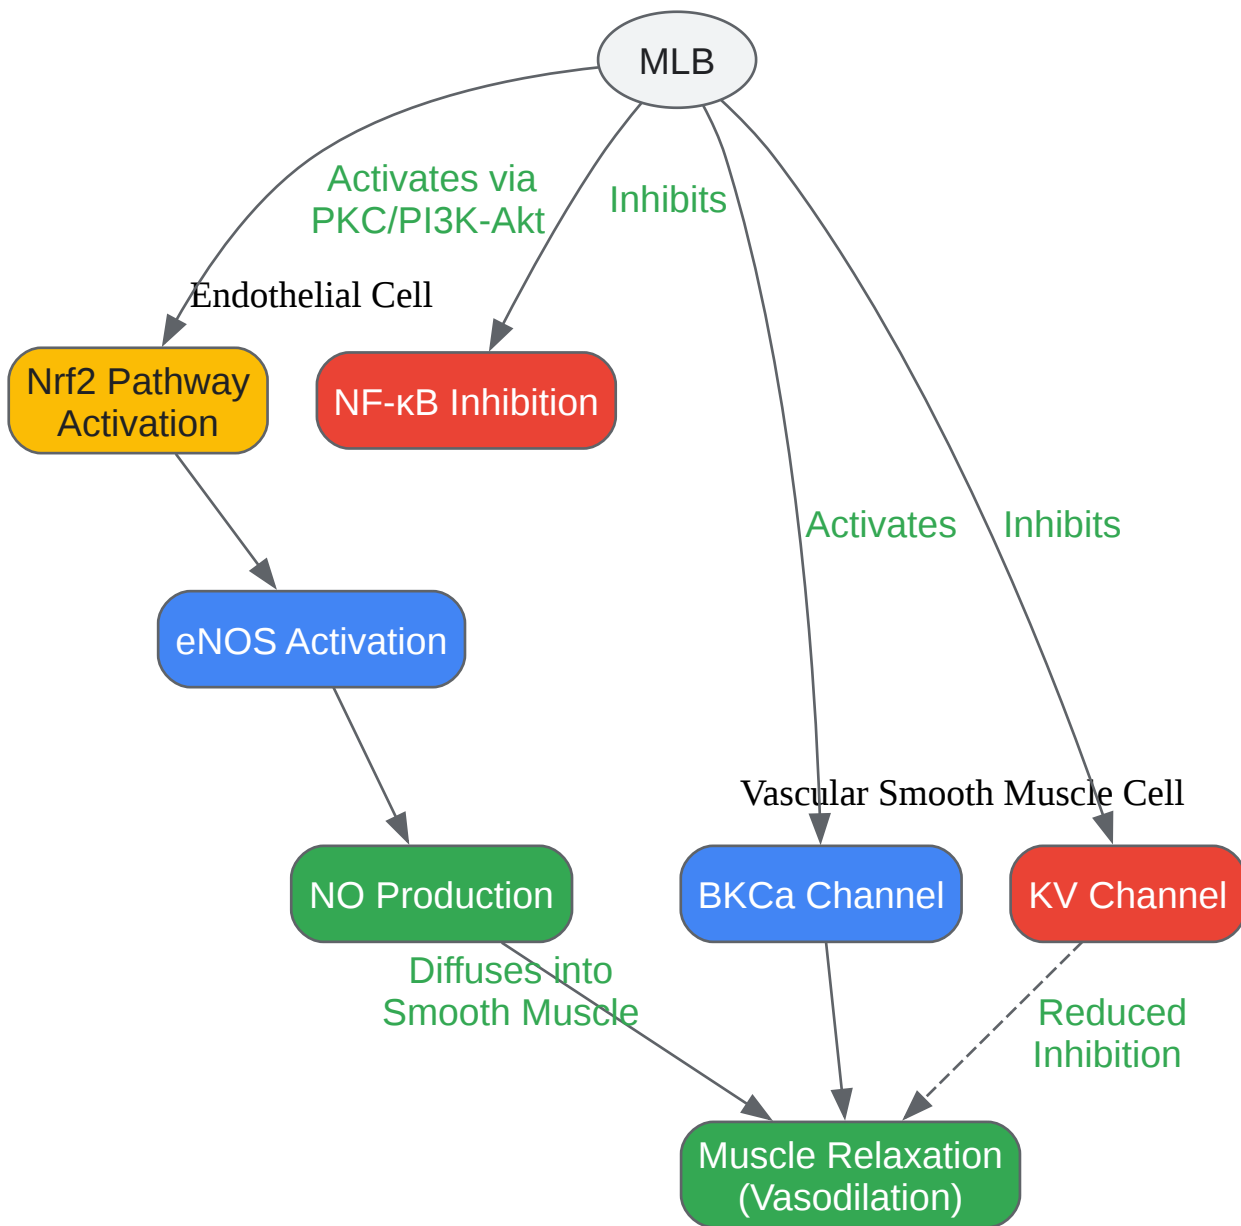 MLB
Activates via
PKC/PI3K-Akt
Inhibits
Endothelial Cell
Nrf2 Pathway
Activation
NF-κB Inhibition
Activates
Inhibits
eNOS Activation
Vascular Smooth Muscle Cell
NO Production
BKCa Channel
KV Channel
Diffuses into
Smooth Muscle
Reduced
Inhibition
Muscle Relaxation
(Vasodilation)